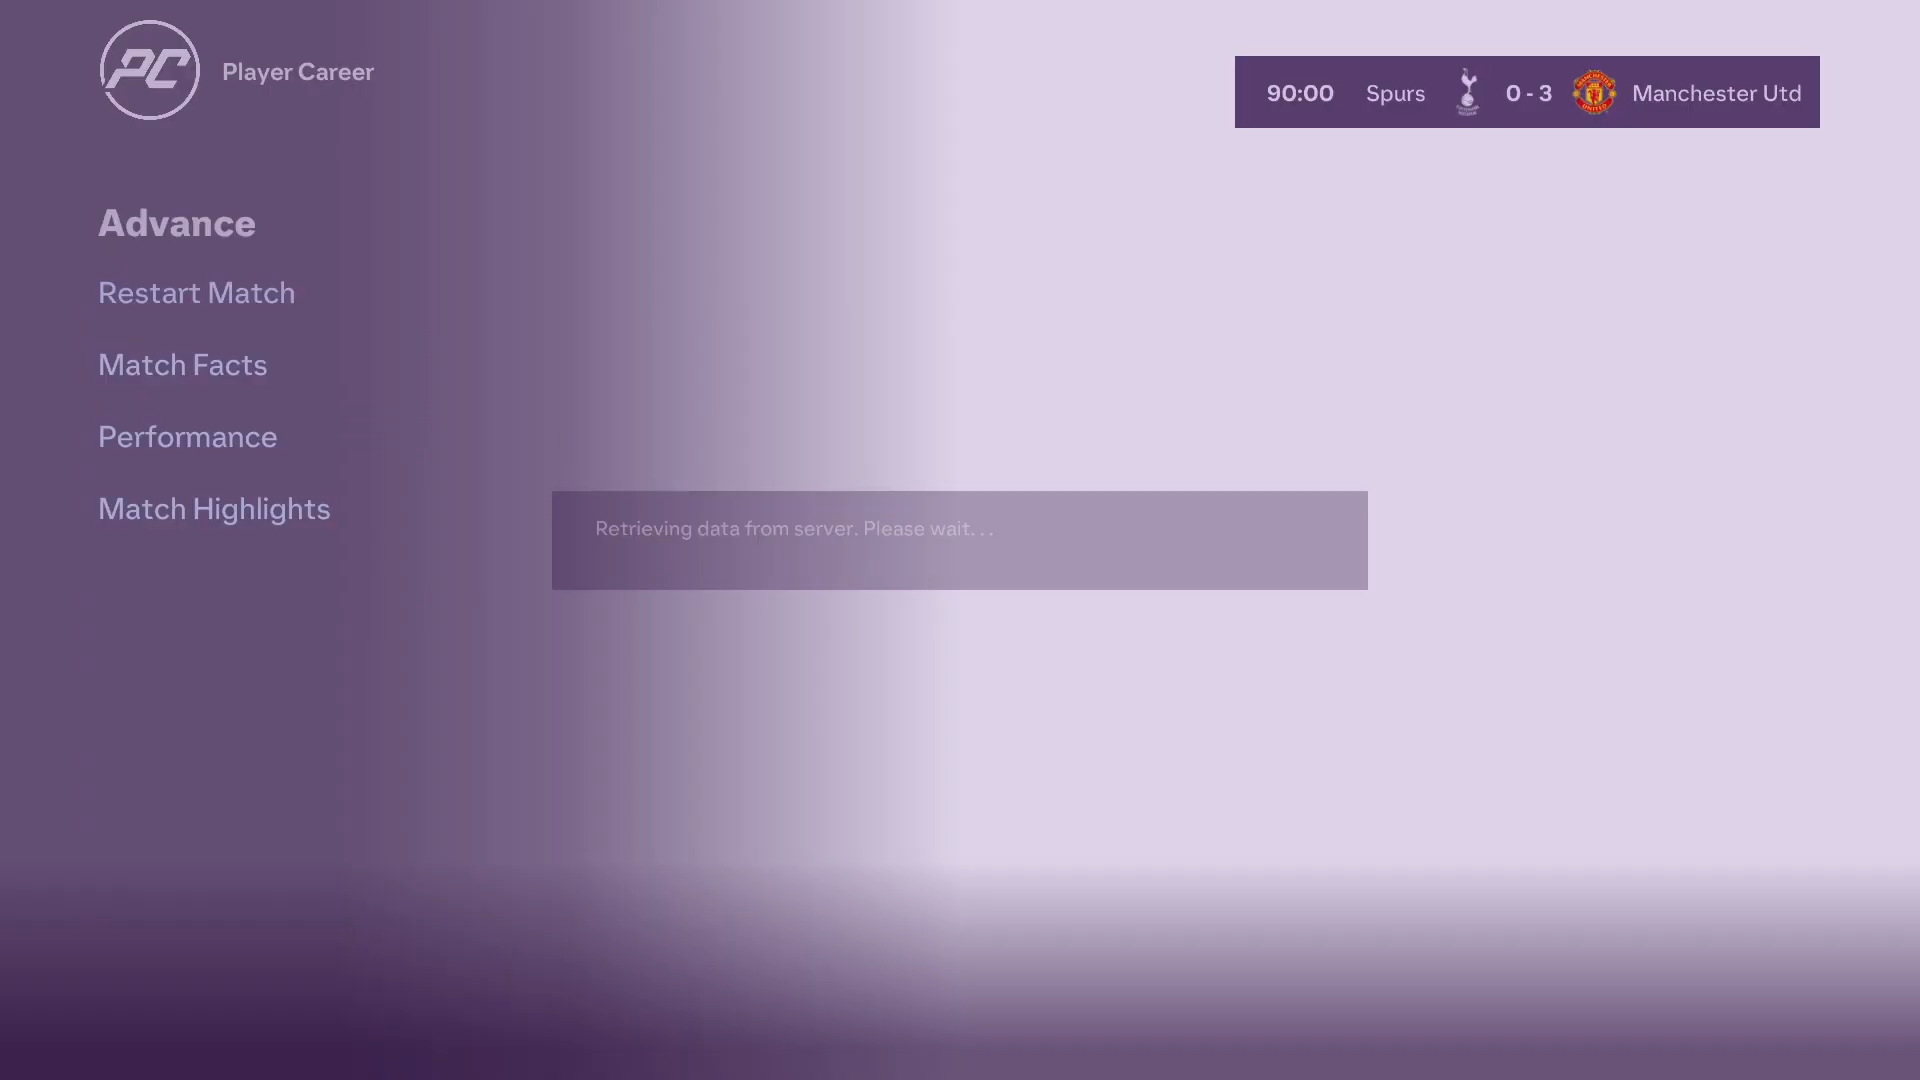 PC Player Career
90:00 Spurs 0 - 3 Manchester Utd
Advance
Restart Match
Match Facts
Performance
Match Highlights
Retrieving data from server. Please wait...